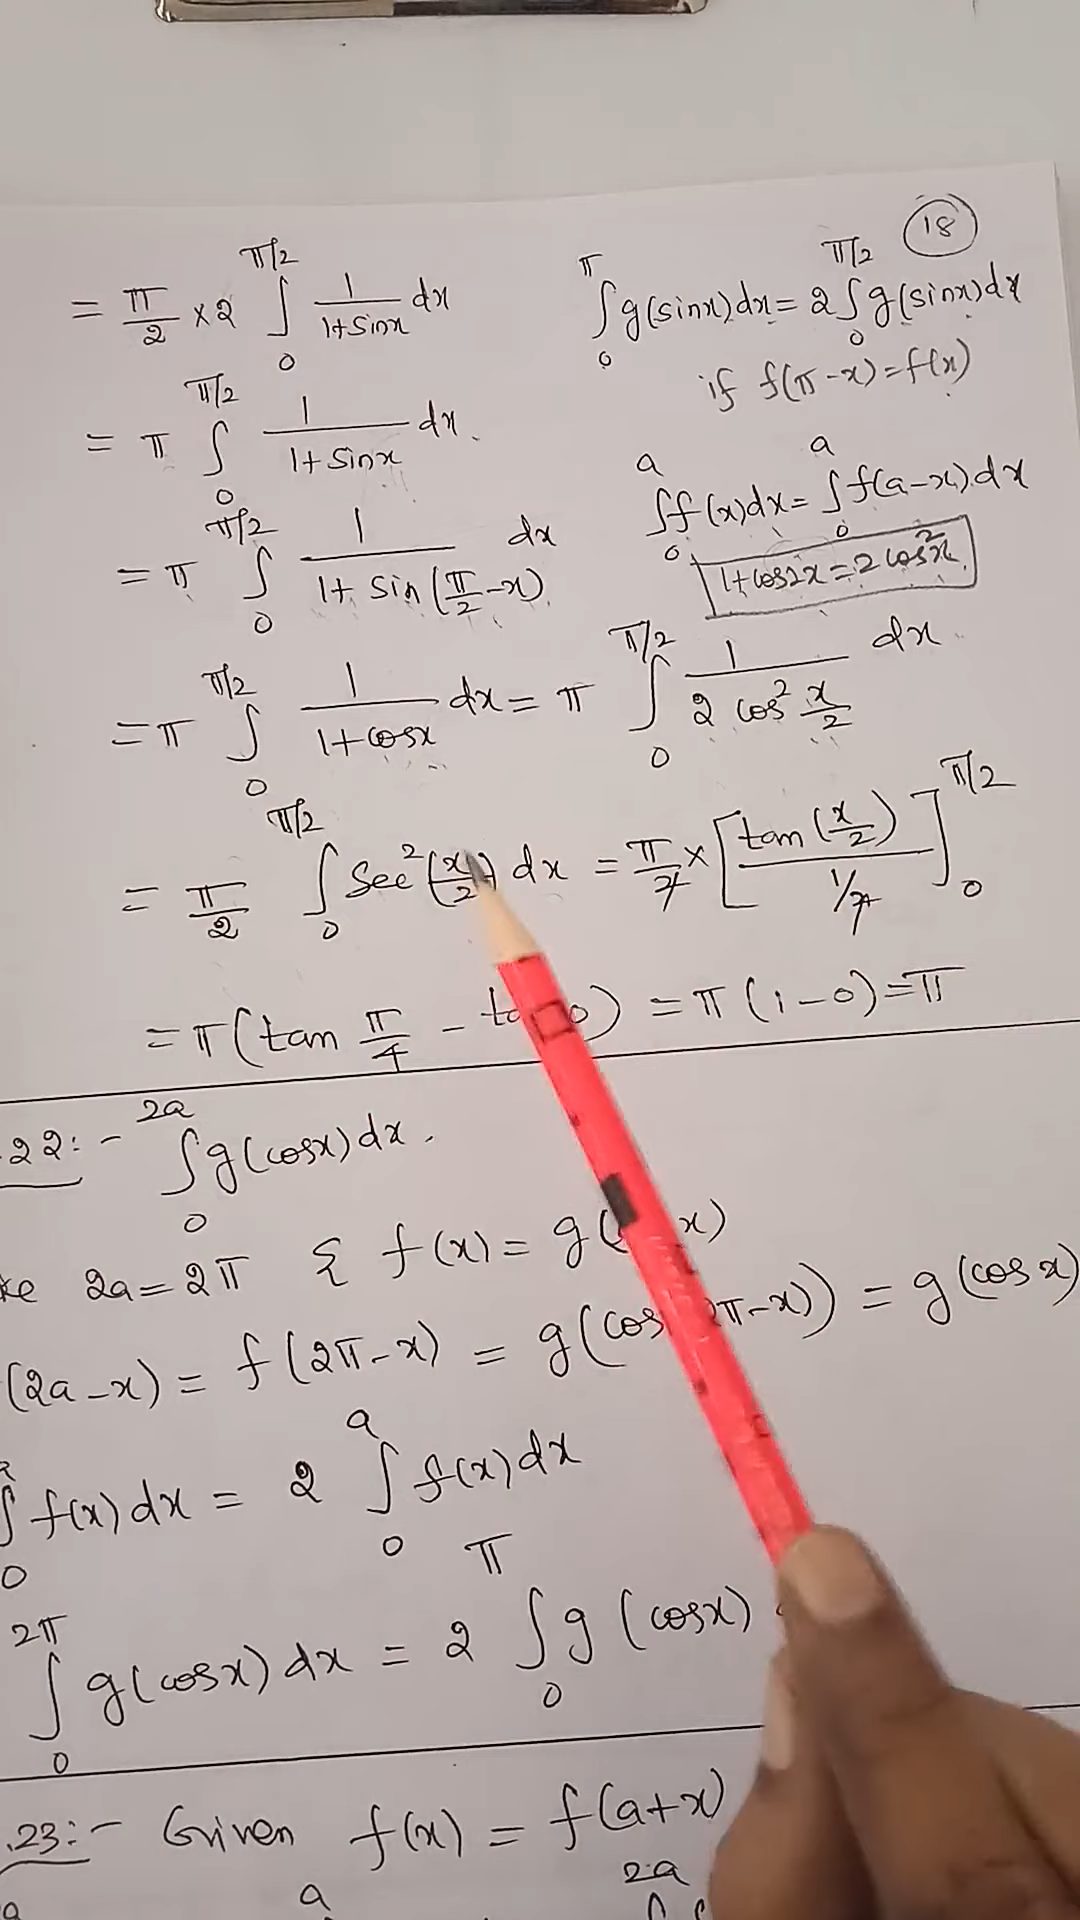 18
= π/2 × 2 ∫₀^{π/2} 1/(1+sinx) dx
∫₀^π g(sinx)dx = 2∫₀^{π/2} g(sinx)dx
if f(π-x)=f(x)
= π ∫₀^{π/2} 1/(1+sinx) dx.
∫₀^a f(x)dx = ∫₀^a f(a-x)dx
= π ∫₀^{π/2} 1/(1+sin(π/2-x)) dx
1+cos2x=2cos²x
= π ∫₀^{π/2} 1/(1+cosx) dx = π ∫₀^{π/2} 1/(2cos² x/2) dx
= π/2 ∫₀^{π/2} Sec²(x/2) dx = π/2 × [tan(x/2)/(1/2)]₀^{π/2}
= π(tan π/4 - 0) = π(1-0)=π
22:- ∫₀^{2a} g(cosx)dx.
2a=2π & f(x)= g( x)
(2a-x) = f(2π-x) = g(cos(2π-x)) = g(cosx)
∫₀ f(x)dx = 2 ∫₀^a f(x)dx
∫₀^{2π} g(cosx)dx = 2 ∫₀^π g(cosx)
.23:- Given f(x) = f(a+x)
a a 2a